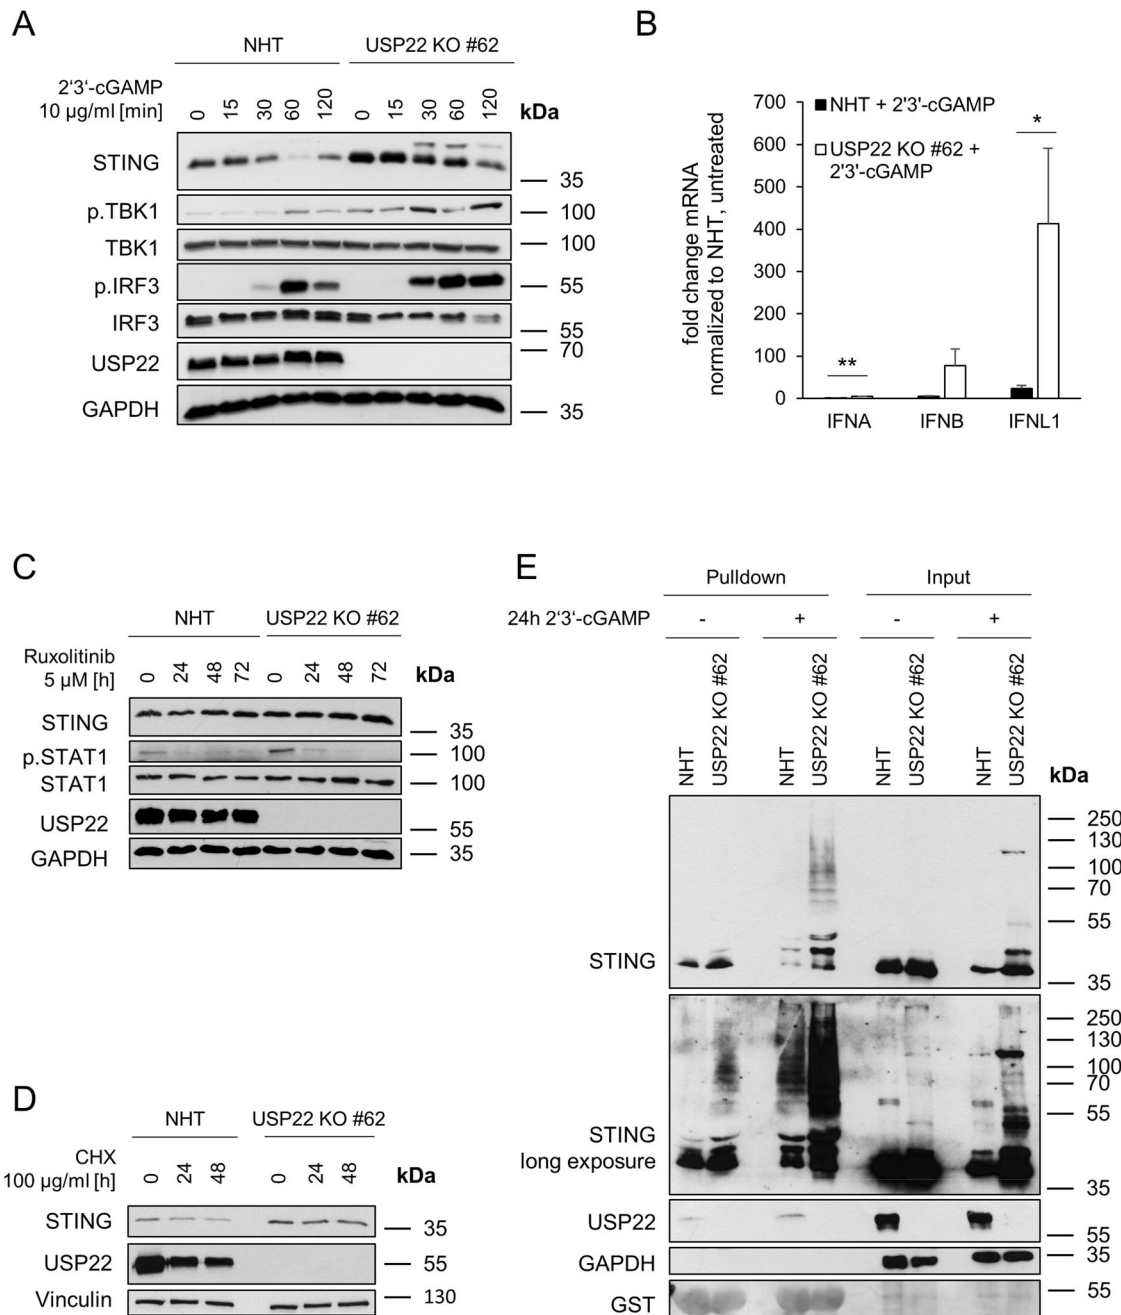 A
NHT USP22 KO #62
2'3'-cGAMP
10 µg/ml [min]
0 15 30 60 120 0 15 30 60 120 kDa
STING
35
p.TBK1 100
TBK1 100
p.IRF3 55
IRF3
55
USP22 70
GAPDH 35
B
fold change mRNA
normalized to NHT, untreated
700
600
500
400
300
200
100
0
NHT + 2'3'-cGAMP
USP22 KO #62 +
2'3'-cGAMP
**
*
IFNA IFNB IFNL1
C
NHT USP22 KO #62
Ruxolitinib
5 µM [h]
0 24 48 72 0 24 48 72 kDa
STING
35
p.STAT1 100
STAT1 100
USP22
55
GAPDH 35
D
NHT USP22 KO #62
CHX
100 µg/ml [h]
0 24 48 0 24 48 kDa
STING 35
USP22 55
Vinculin 130
E
Pulldown Input
24h 2'3'-cGAMP - + - +
NHT USP22 KO #62 NHT USP22 KO #62 NHT USP22 KO #62 NHT USP22 KO #62
kDa
250
130
100
70
55
STING
35
250
130
100
70
55
STING
long exposure
35
USP22
55
GAPDH 35
GST 55